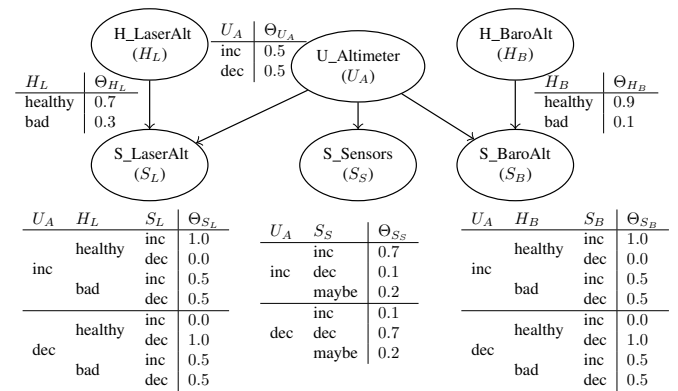 H_LaserAlt
(H_L)
U_A Θ_{U_A}
inc 0.5
dec 0.5
U_Altimeter
(U_A)
H_BaroAlt
(H_B)
H_L Θ_{H_L}
healthy 0.7
bad 0.3
H_B Θ_{H_B}
healthy 0.9
bad 0.1
S_LaserAlt
(S_L)
S_Sensors
(S_S)
S_BaroAlt
(S_B)
U_A H_L S_L Θ_{S_L}
inc healthy inc 1.0
dec 0.0
bad inc 0.5
dec 0.5
dec healthy inc 0.0
dec 1.0
bad inc 0.5
dec 0.5
U_A S_S Θ_{S_S}
inc inc 0.7
dec 0.1
maybe 0.2
dec inc 0.1
dec 0.7
maybe 0.2
U_A H_B S_B Θ_{S_B}
inc healthy inc 1.0
dec 0.0
bad inc 0.5
dec 0.5
dec healthy inc 0.0
dec 1.0
bad inc 0.5
dec 0.5